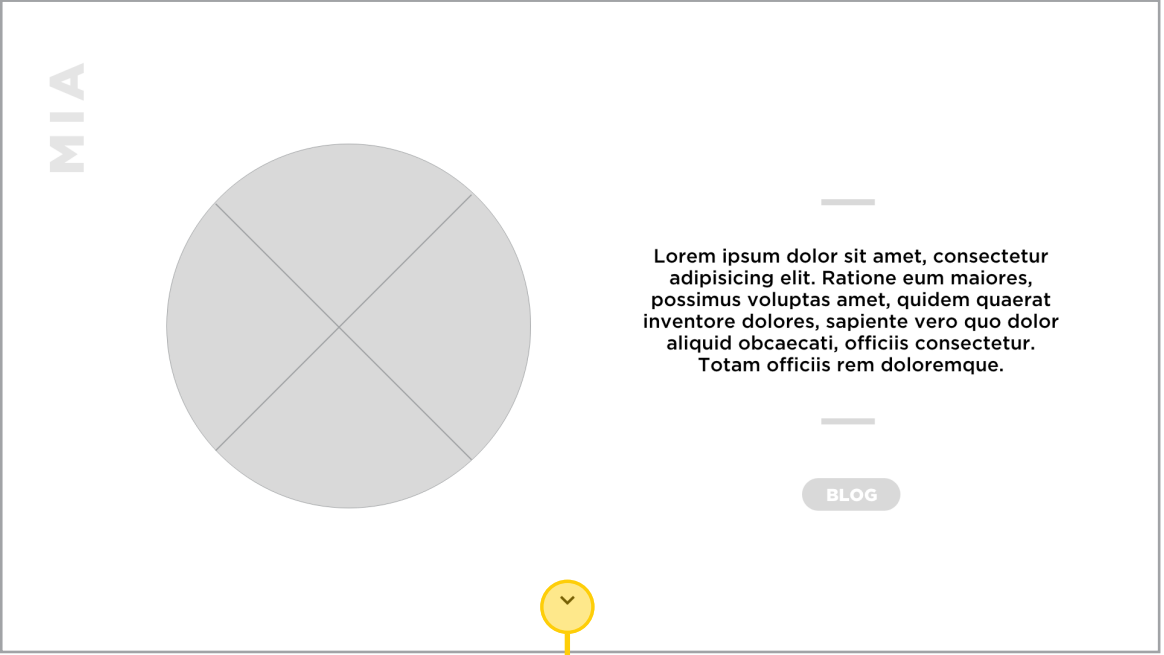 MIA
Lorem ipsum dolor sit amet, consectetur
adipisicing elit. Ratione eum maiores,
possimus voluptas amet, quidem quaerat
inventore dolores, sapiente vero quo dolor
aliquid obcaecati, officiis consectetur.
Totam officiis rem doloremque.
BLOG